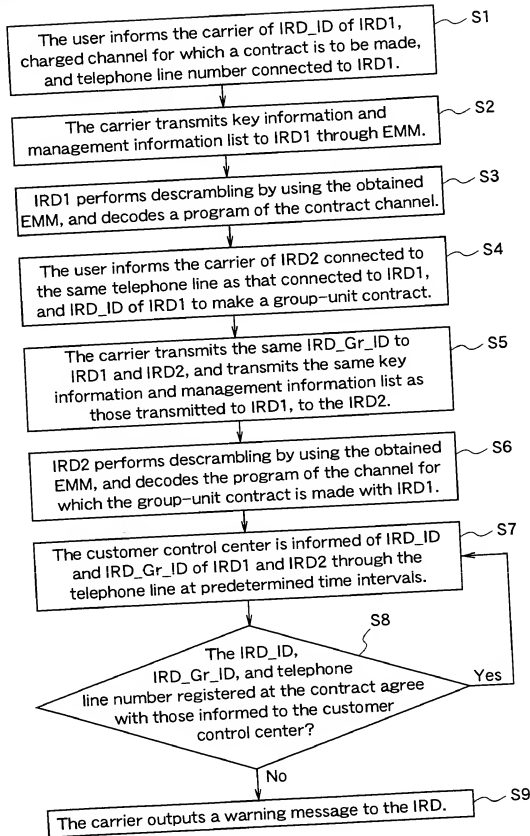 The user informs the carrier of IRD_ID of IRD1,
charged channel for which a contract is to be made,
and telephone line number connected to IRD1.
S1
The carrier transmits key information and
management information list to IRD1 through EMM.
S2
IRD1 performs descrambling by using the obtained
EMM, and decodes a program of the contract channel.
S3
The user informs the carrier of IRD2 connected to
the same telephone line as that connected to IRD1,
and IRD_ID of IRD1 to make a group-unit contract.
S4
The carrier transmits the same IRD_Gr_ID to
IRD1 and IRD2, and transmits the same key
information and management information list as
those transmitted to IRD1, to the IRD2.
S5
IRD2 performs descrambling by using the obtained
EMM, and decodes the program of the channel for
which the group-unit contract is made with IRD1.
S6
The customer control center is informed of IRD_ID
and IRD_Gr_ID of IRD1 and IRD2 through the
telephone line at predetermined time intervals.
S7
S8
The IRD_ID,
IRD_Gr_ID, and telephone
line number registered at the contract agree
with those informed to the customer
control center?
Yes
No
The carrier outputs a warning message to the IRD.
S9